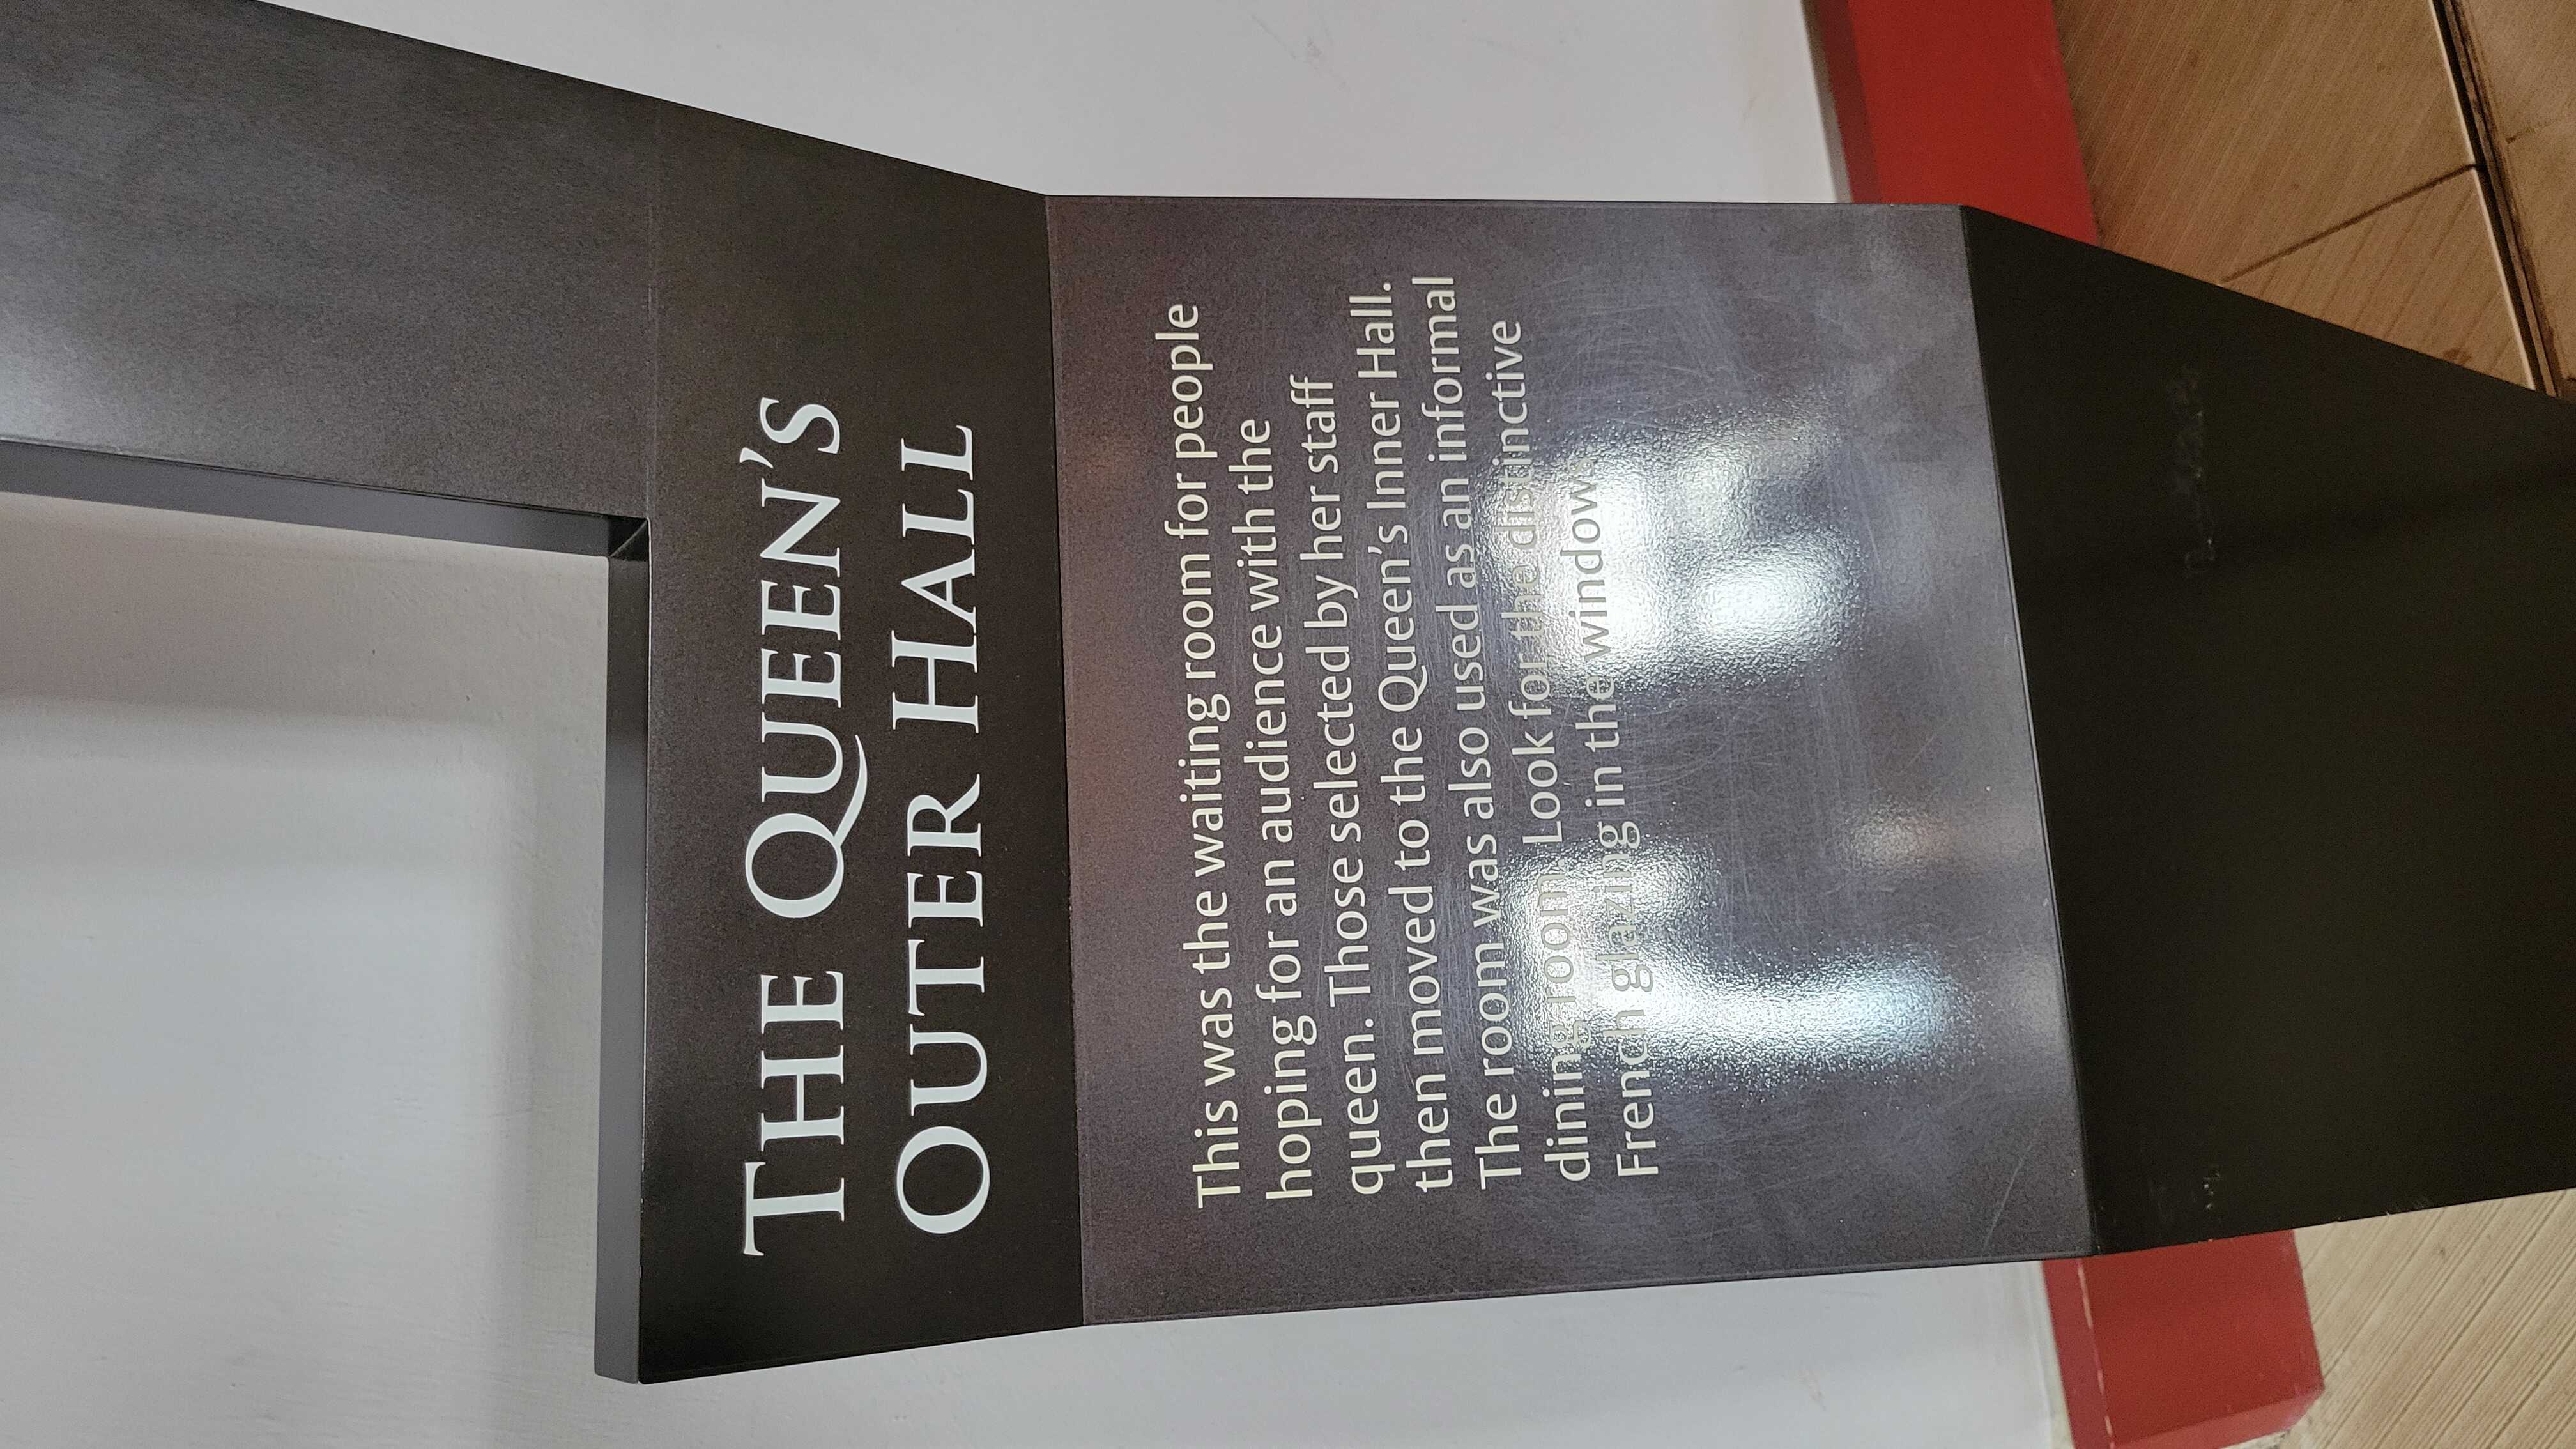 THE QUEEN'S
OUTER HALL
This was the waiting room for people
hoping for an audience with the
queen. Those selected by her staff
then moved to the Queen's Inner Hall.
The room was also used as an informal
dining room. Look for the distinctive
French glazing in the windows.